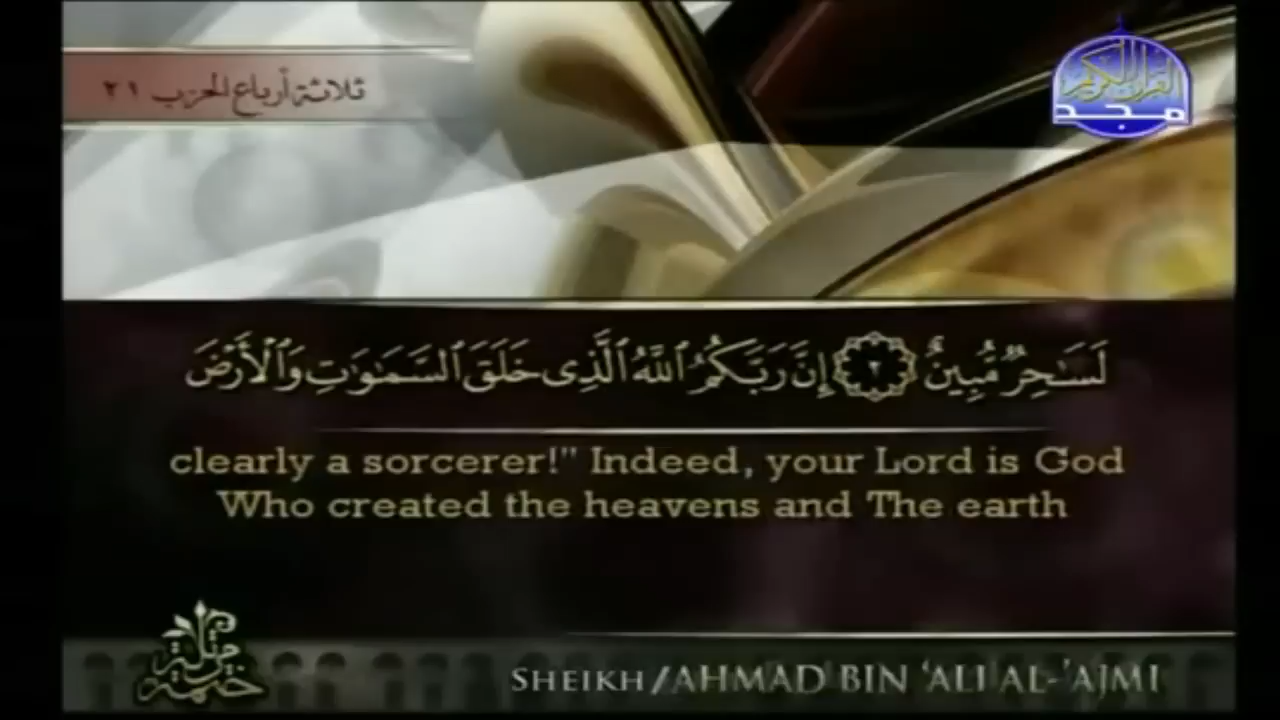 ثلاثة أرباع الحزب ٢١
القرآن الكريم
مجد
لَسَٰحِرٌ مُّبِينٌ ٢ إِنَّ رَبَّكُمُ ٱللَّهُ ٱلَّذِى خَلَقَ ٱلسَّمَٰوَٰتِ وَٱلْأَرْضَ
clearly a sorcerer!" Indeed, your Lord is God
Who created the heavens and The earth
ختمة مرتلة
SHEIKH/AHMAD BIN 'ALI AL-'AJMI